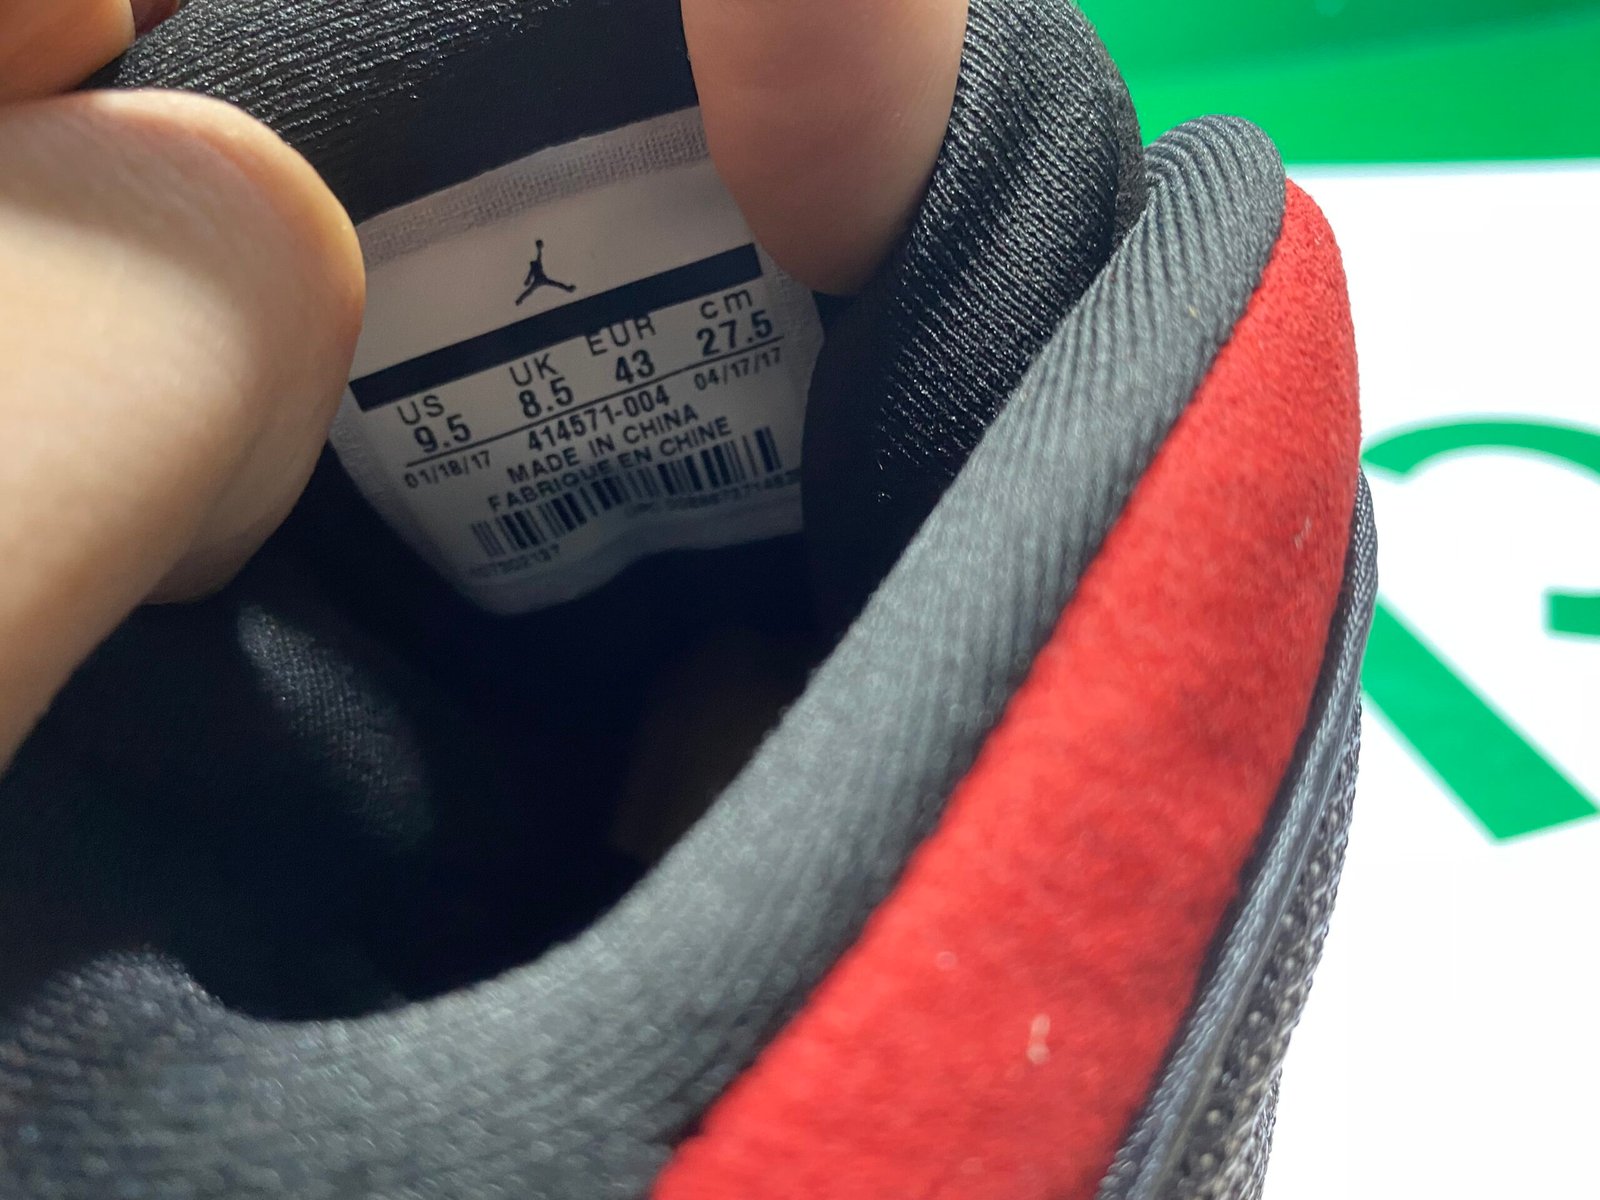 US UK EUR cm
9.5 8.5 43 27.5
01/18/17 414571-004 04/17/17
MADE IN CHINA
FABRIQUE EN CHINE